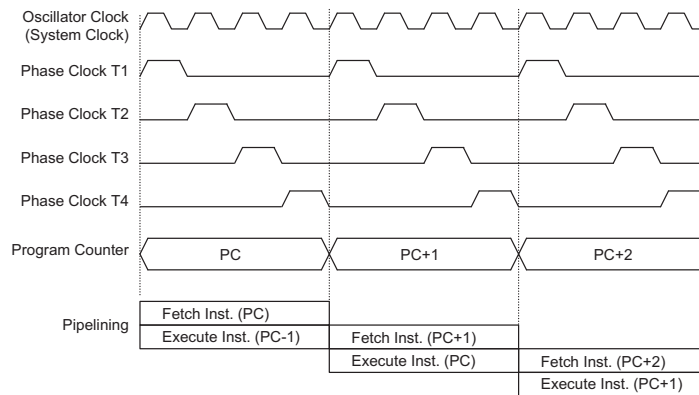 Oscillator Clock
(System Clock)
Phase Clock T1
Phase Clock T2
Phase Clock T3
Phase Clock T4
Program Counter
PC
PC+1
PC+2
Pipelining
Fetch Inst. (PC)
Execute Inst. (PC-1)
Fetch Inst. (PC+1)
Execute Inst. (PC)
Fetch Inst. (PC+2)
Execute Inst. (PC+1)